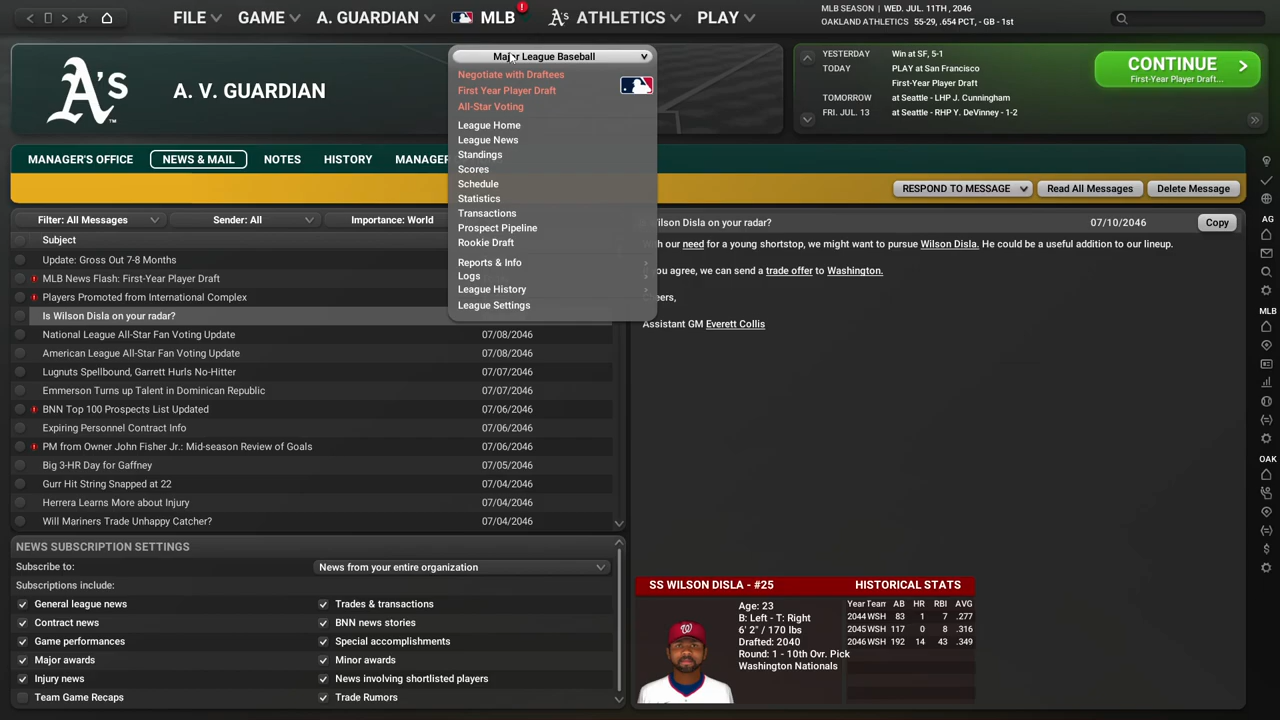 FILE
GAME
A. GUARDIAN
MLB
ATHLETICS
PLAY
MLB SEASON | WED. JUL. 11TH , 2046
OAKLAND ATHLETICS 55-29, .654 PCT, - GB - 1st
A's
A. V. GUARDIAN
Major League Baseball
Negotiate with Draftees
First Year Player Draft
All-Star Voting
League Home
League News
Standings
Scores
Schedule
Statistics
Transactions
Prospect Pipeline
Rookie Draft
Reports & Info
Logs
League History
League Settings
YESTERDAY Win at SF, 5-1
TODAY PLAY at San Francisco
First-Year Player Draft
TOMORROW at Seattle - LHP J. Cunningham
FRI. JUL. 13 at Seattle - RHP Y. DeVinney - 1-2
CONTINUE
First-Year Player Draft...
MANAGER'S OFFICE NEWS & MAIL NOTES HISTORY MANAGER
RESPOND TO MESSAGE Read All Messages Delete Message
Filter: All Messages Sender: All Importance: World
Subject
Update: Gross Out 7-8 Months
MLB News Flash: First-Year Player Draft
Players Promoted from International Complex
Is Wilson Disla on your radar?
National League All-Star Fan Voting Update 07/08/2046
American League All-Star Fan Voting Update 07/08/2046
Lugnuts Spellbound, Garrett Hurls No-Hitter 07/07/2046
Emmerson Turns up Talent in Dominican Republic 07/07/2046
BNN Top 100 Prospects List Updated 07/06/2046
Expiring Personnel Contract Info 07/06/2046
PM from Owner John Fisher Jr.: Mid-season Review of Goals 07/06/2046
Big 3-HR Day for Gaffney 07/05/2046
Gurr Hit String Snapped at 22 07/04/2046
Herrera Learns More about Injury 07/04/2046
Will Mariners Trade Unhappy Catcher? 07/04/2046
Wilson Disla on your radar? 07/10/2046 Copy
With our need for a young shortstop, we might want to pursue Wilson Disla. He could be a useful addition to our lineup.
agree, we can send a trade offer to Washington.
eers,
Assistant GM Everett Collis
NEWS SUBSCRIPTION SETTINGS
Subscribe to: News from your entire organization
Subscriptions include:
General league news Trades & transactions
Contract news BNN news stories
Game performances Special accomplishments
Major awards Minor awards
Injury news News involving shortlisted players
Team Game Recaps Trade Rumors
SS WILSON DISLA - #25 HISTORICAL STATS
Age: 23
B: Left - T: Right
6' 2" / 170 lbs
Drafted: 2040
Round: 1 - 10th Ovr. Pick
Washington Nationals
Year Team AB HR RBI AVG
2044 WSH 83 1 7 .277
2045 WSH 117 0 8 .316
2046 WSH 192 14 43 .349
AG
MLB
OAK